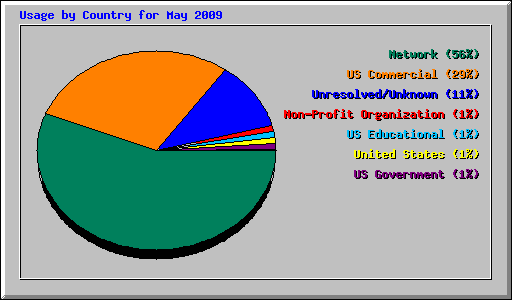 Usage by Country for May 2009
Network (56%)
US Commercial (29%)
Unresolved/Unknown (11%)
Non-Profit Organization (1%)
US Educational (1%)
United States (1%)
US Government (1%)